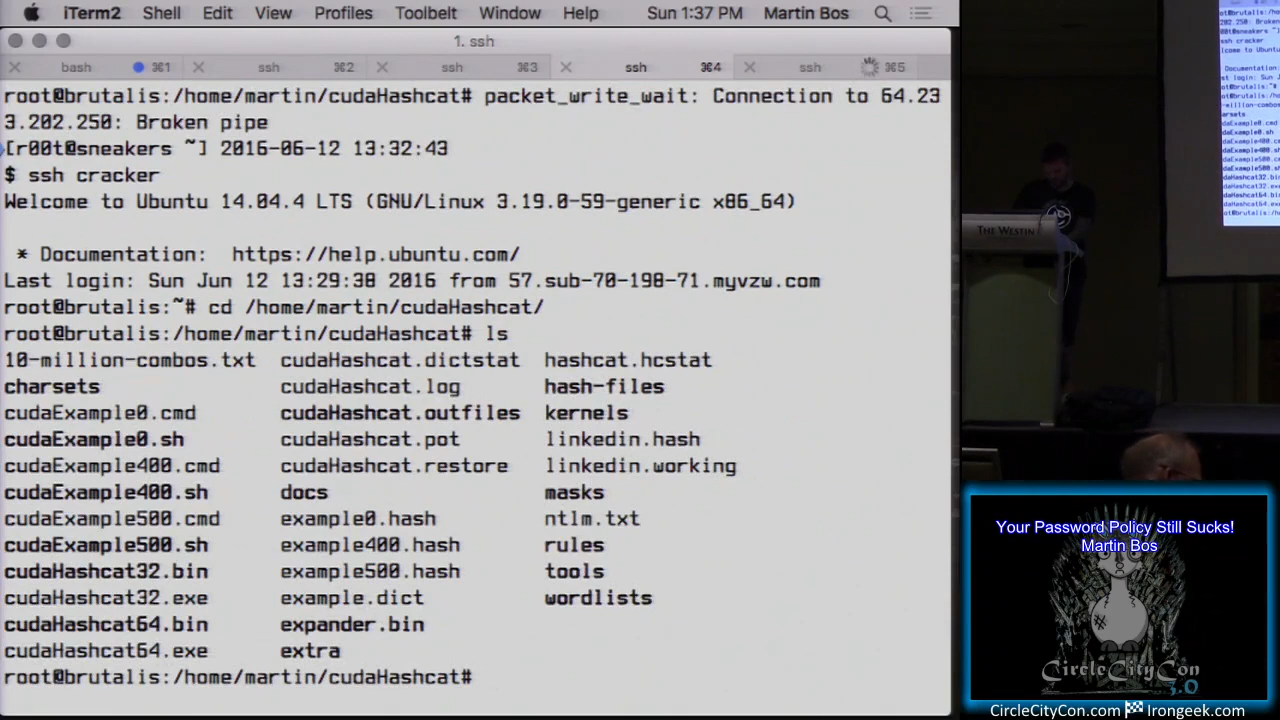 iTerm2 Shell Edit View Profiles Toolbelt Window Help Sun 1:37 PM Martin Bos
1. ssh
bash ⌘1 ssh ⌘2 ssh ⌘3 ssh ⌘4 ssh ⌘5
root@brutalis:/home/martin/cudaHashcat# packet_write_wait: Connection to 64.23
3.202.250: Broken pipe
[r00t@sneakers ~] 2016-06-12 13:32:43
$ ssh cracker
Welcome to Ubuntu 14.04.4 LTS (GNU/Linux 3.19.0-59-generic x86_64)
* Documentation: https://help.ubuntu.com/
Last login: Sun Jun 12 13:29:38 2016 from 57.sub-70-198-71.myvzw.com
root@brutalis:~# cd /home/martin/cudaHashcat/
root@brutalis:/home/martin/cudaHashcat# ls
10-million-combos.txt cudaHashcat.dictstat hashcat.hcstat
charsets cudaHashcat.log hash-files
cudaExample0.cmd cudaHashcat.outfiles kernels
cudaExample0.sh cudaHashcat.pot linkedin.hash
cudaExample400.cmd cudaHashcat.restore linkedin.working
cudaExample400.sh docs masks
cudaExample500.cmd example0.hash ntlm.txt
cudaExample500.sh example400.hash rules
cudaHashcat32.bin example500.hash tools
cudaHashcat32.exe example.dict wordlists
cudaHashcat64.bin expander.bin
cudaHashcat64.exe extra
root@brutalis:/home/martin/cudaHashcat#
THE WESTIN
Your Password Policy Still Sucks!
Martin Bos
CircleCityCon
3.0
CircleCityCon.com Irongeek.com